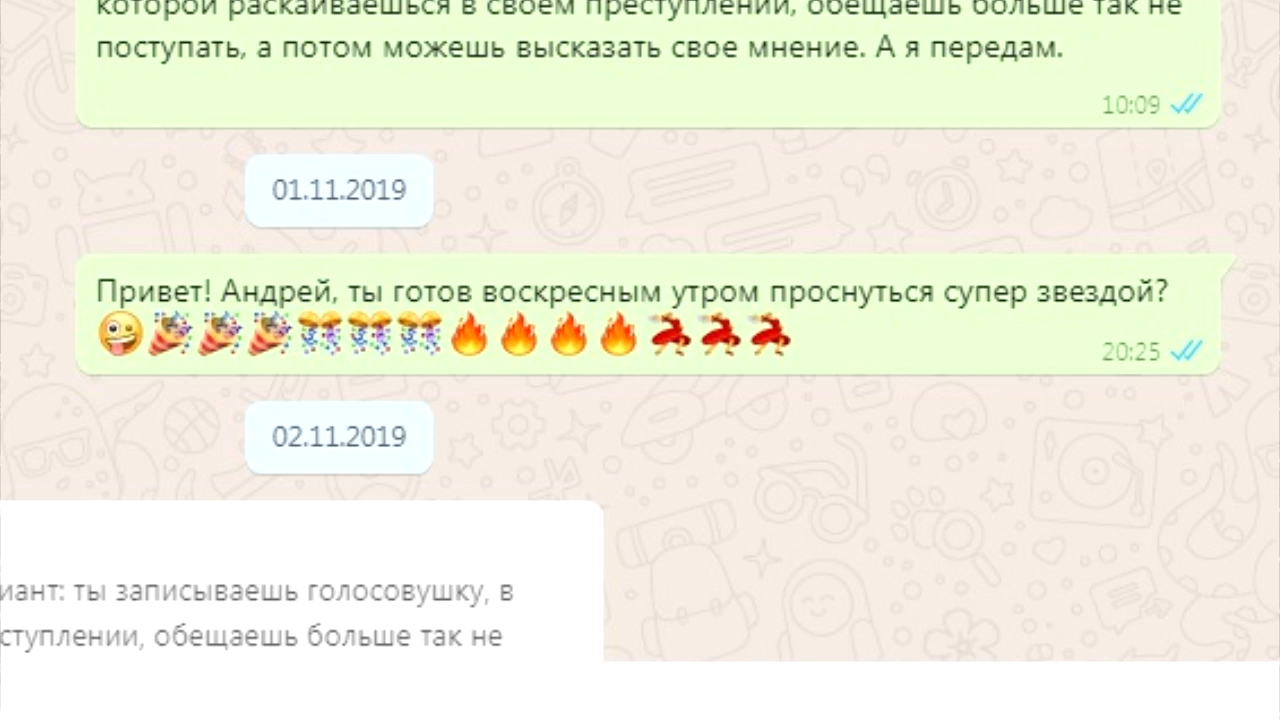 которой раскаиваешься в своем преступлении, обещаешь больше так не
поступать, а потом можешь высказать свое мнение. А я передам.
10:09
01.11.2019
Привет! Андрей, ты готов воскресным утром проснуться супер звездой?
🤪🎉🎉🎉🎊🎊🎊🔥🔥🔥🔥💃💃💃
20:25
02.11.2019
иант: ты записываешь голосовушку, в
ступлении, обещаешь больше так не